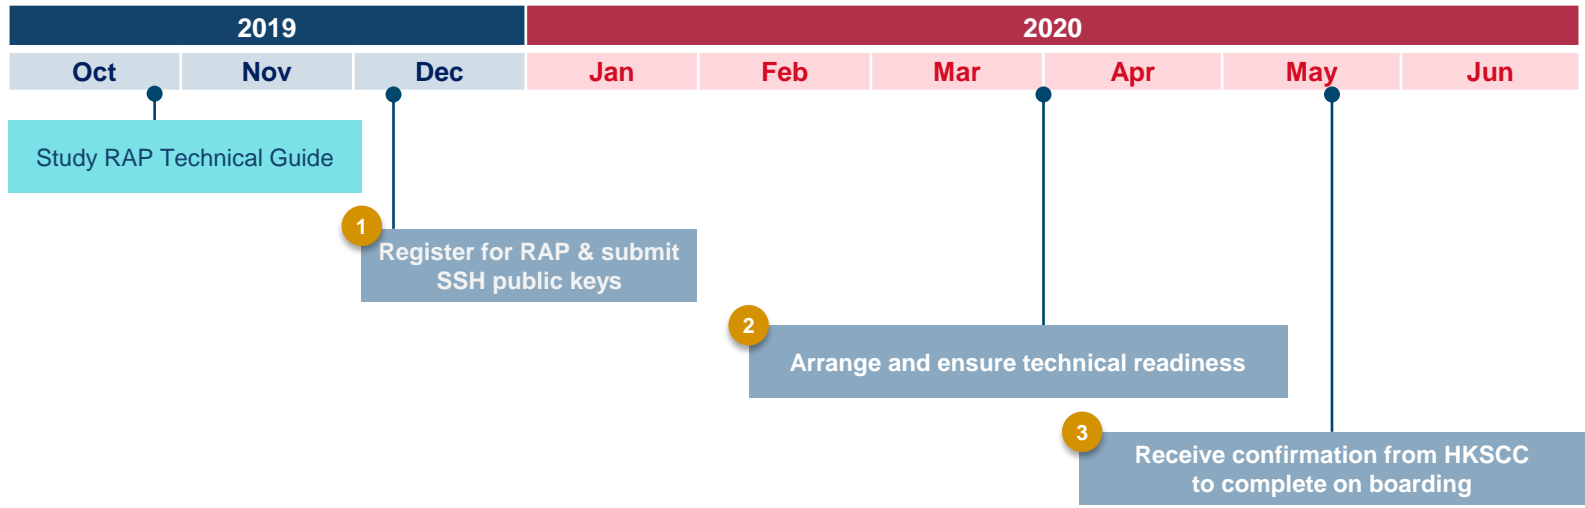 2019
2020
Oct
Nov
Dec
Jan
Feb
Mar
Apr
May
Jun
Study RAP Technical Guide
1
Register for RAP & submit
SSH public keys
2
Arrange and ensure technical readiness
3
Receive confirmation from HKSCC
to complete on boarding